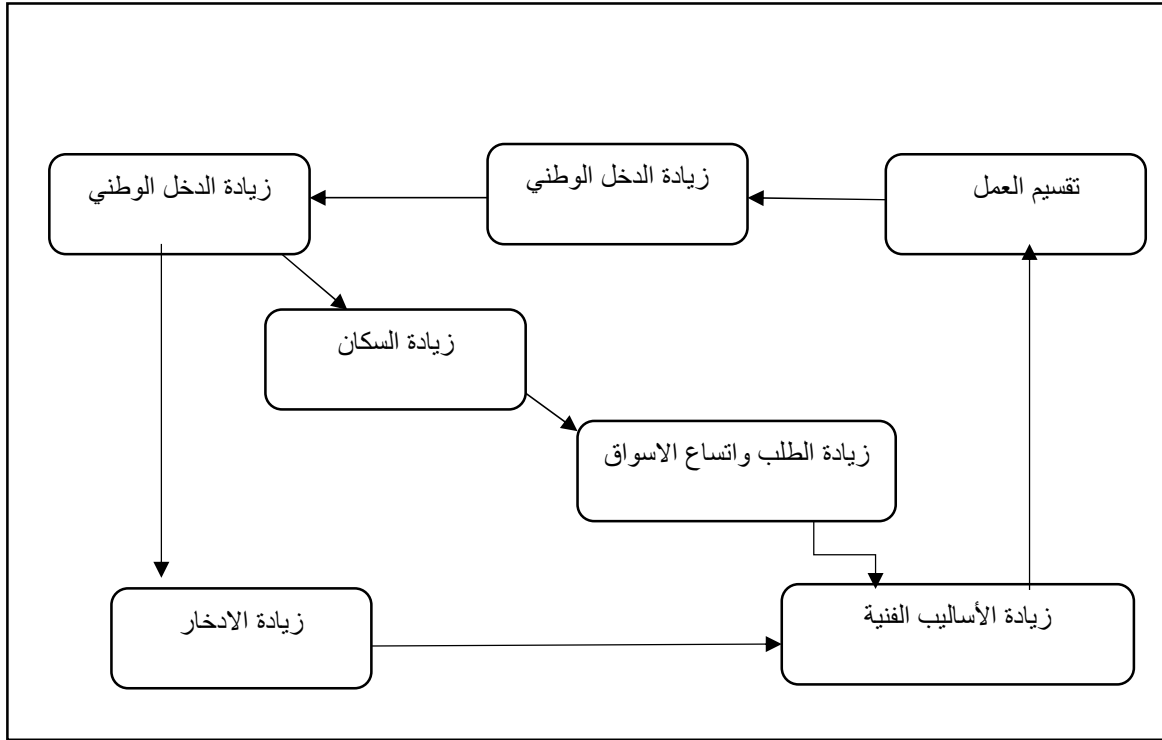 تقسيم العمل
زيادة الدخل الوطني
زيادة الدخل الوطني
زيادة السكان
زيادة الطلب واتساع الاسواق
زيادة الأساليب الفنية
زيادة الادخار